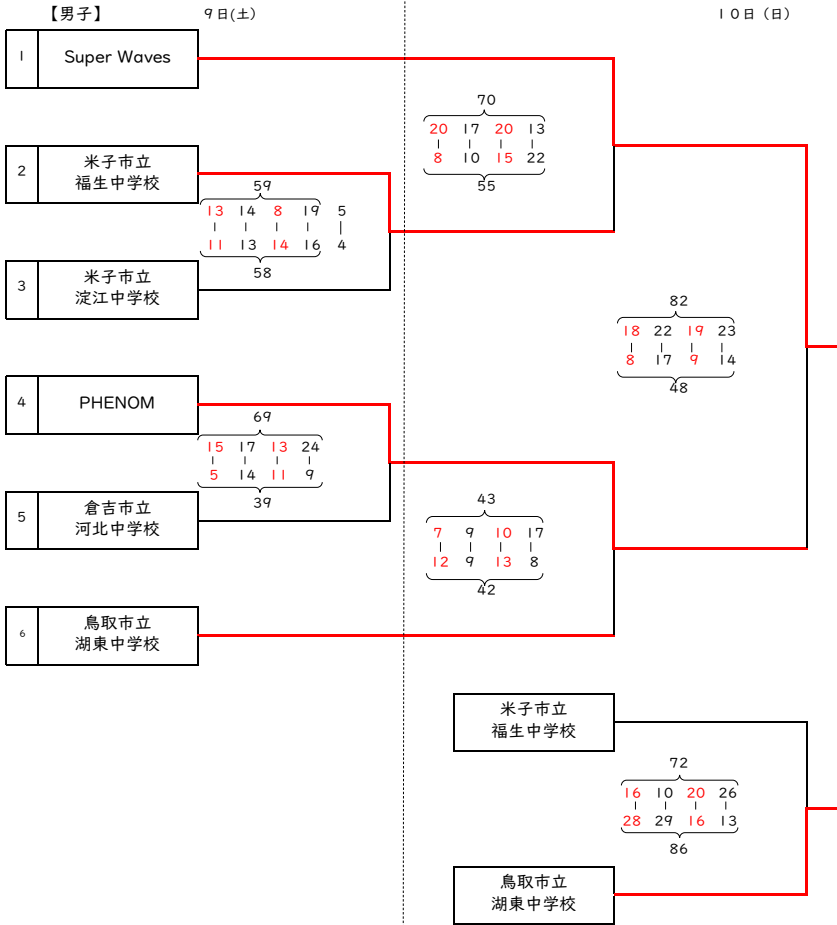 【男子】 9日(土) 10日（日）
1 Super Waves
70
20 17 20 13
8 10 15 22
55
2 米子市立
福生中学校
59
13 14 8 19 5
11 13 14 16 4
58
3 米子市立
淀江中学校
82
18 22 19 23
8 17 9 14
48
4 PHENOM
69
15 17 13 24
5 14 11 9
39
5 倉吉市立
河北中学校
43
7 9 10 17
12 9 13 8
42
6 鳥取市立
湖東中学校
米子市立
福生中学校
72
16 10 20 26
28 29 16 13
86
鳥取市立
湖東中学校